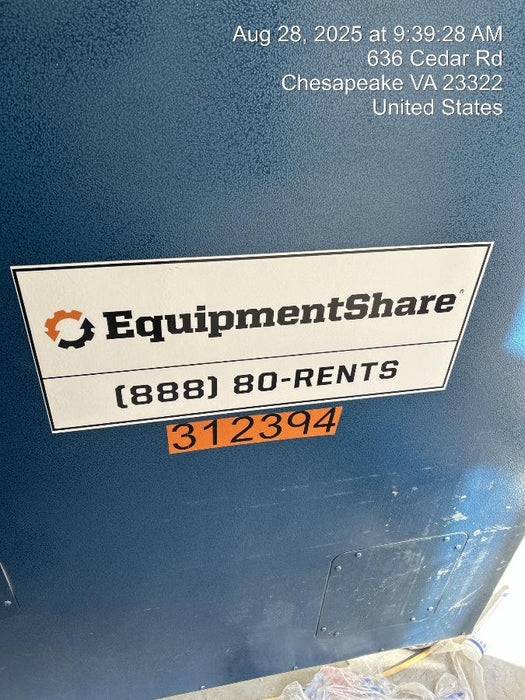 Aug 28, 2025 at 9:39:28 AM
636 Cedar Rd
Chesapeake VA 23322
United States
EquipmentShare
(888) 80-RENTS
312394